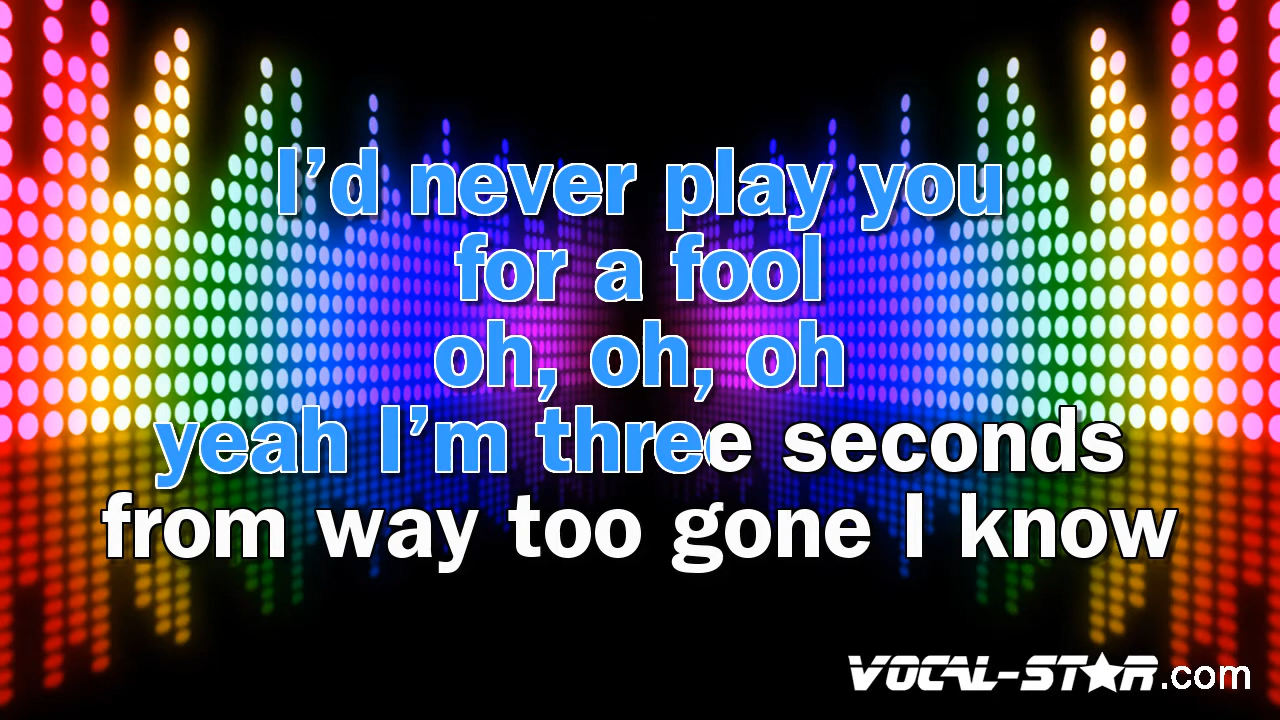 I’d never play you
for a fool
oh, oh, oh
yeah I’m three seconds
from way too gone I know
VOCAL-STAR.com